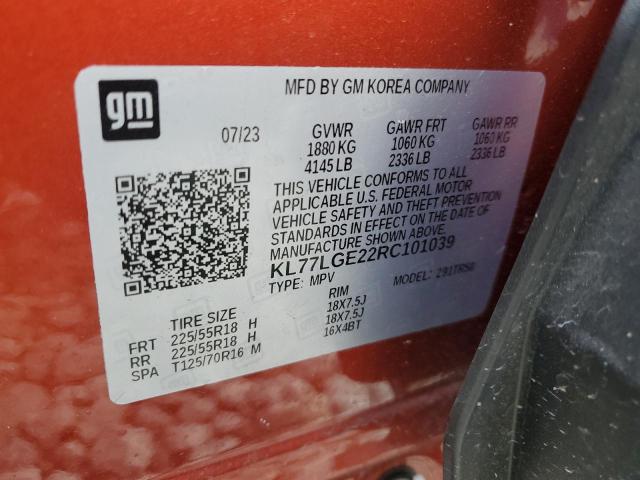 gm
MFD BY GM KOREA COMPANY
07/23 GVWR GAWR FRT GAWR RR
1880 KG 1060 KG 1060 KG
4145 LB 2336 LB 2336 LB
THIS VEHICLE CONFORMS TO ALL
APPLICABLE U.S. FEDERAL MOTOR
VEHICLE SAFETY AND THEFT PREVENTION
STANDARDS IN EFFECT ON THE DATE OF
MANUFACTURE SHOWN ABOVE.
KL77LGE22RC101039
TYPE: MPV MODEL:
TIRE SIZE RIM
FRT 225/55R18 H 18X7.5J
RR 225/55R18 H 18X7.5J
SPA T125/70R16 M 16X4BT